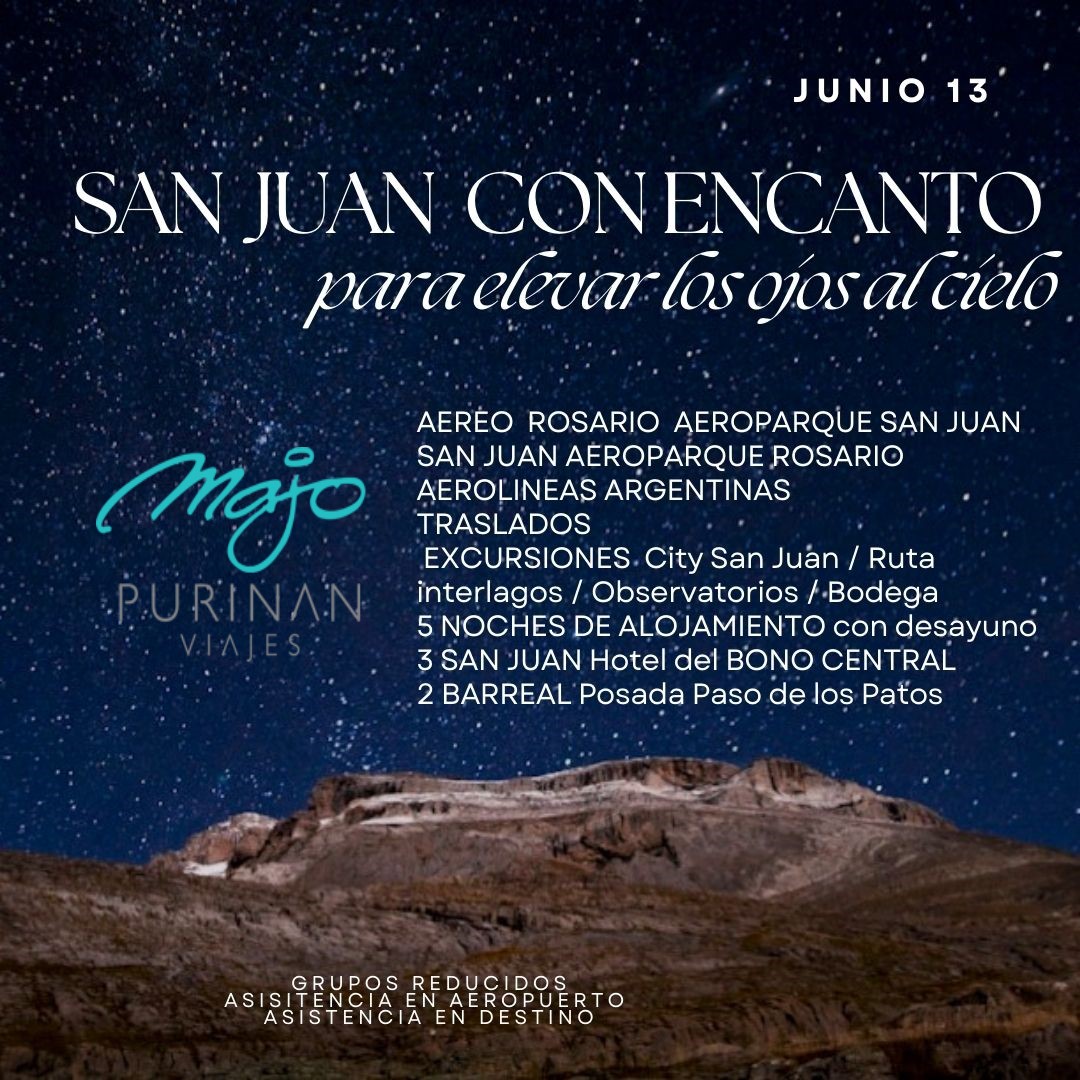 JUNIO 13
SAN JUAN CON ENCANTO
para elevar los ojos al cielo
AEREO ROSARIO AEROPARQUE SAN JUAN
SAN JUAN AEROPARQUE ROSARIO
AEROLINEAS ARGENTINAS
TRASLADOS
EXCURSIONES City San Juan / Ruta
interlagos / Observatorios / Bodega
5 NOCHES DE ALOJAMIENTO con desayuno
3 SAN JUAN Hotel del BONO CENTRAL
2 BARREAL Posada Paso de los Patos
majo
PURINAN
VIAJES
GRUPOS REDUCIDOS
ASISITENCIA EN AEROPUERTO
ASISTENCIA EN DESTINO